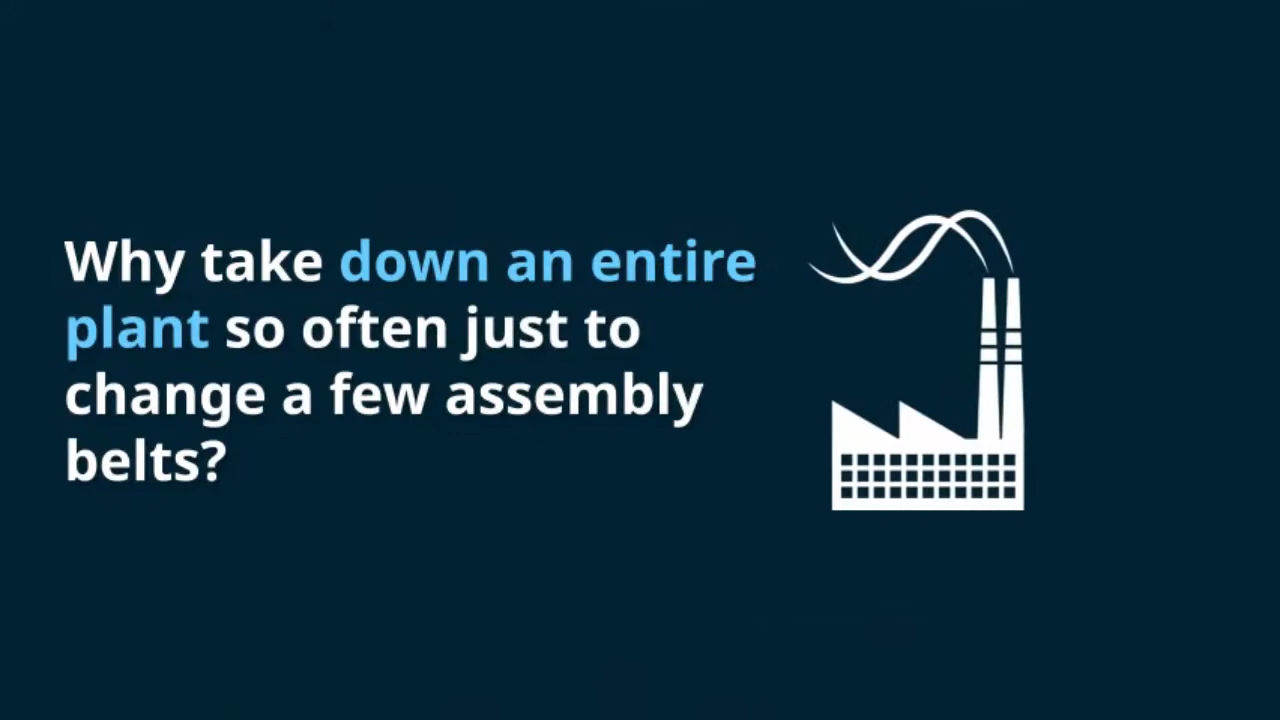 Why take down an entire
plant so often just to
change a few assembly
belts?